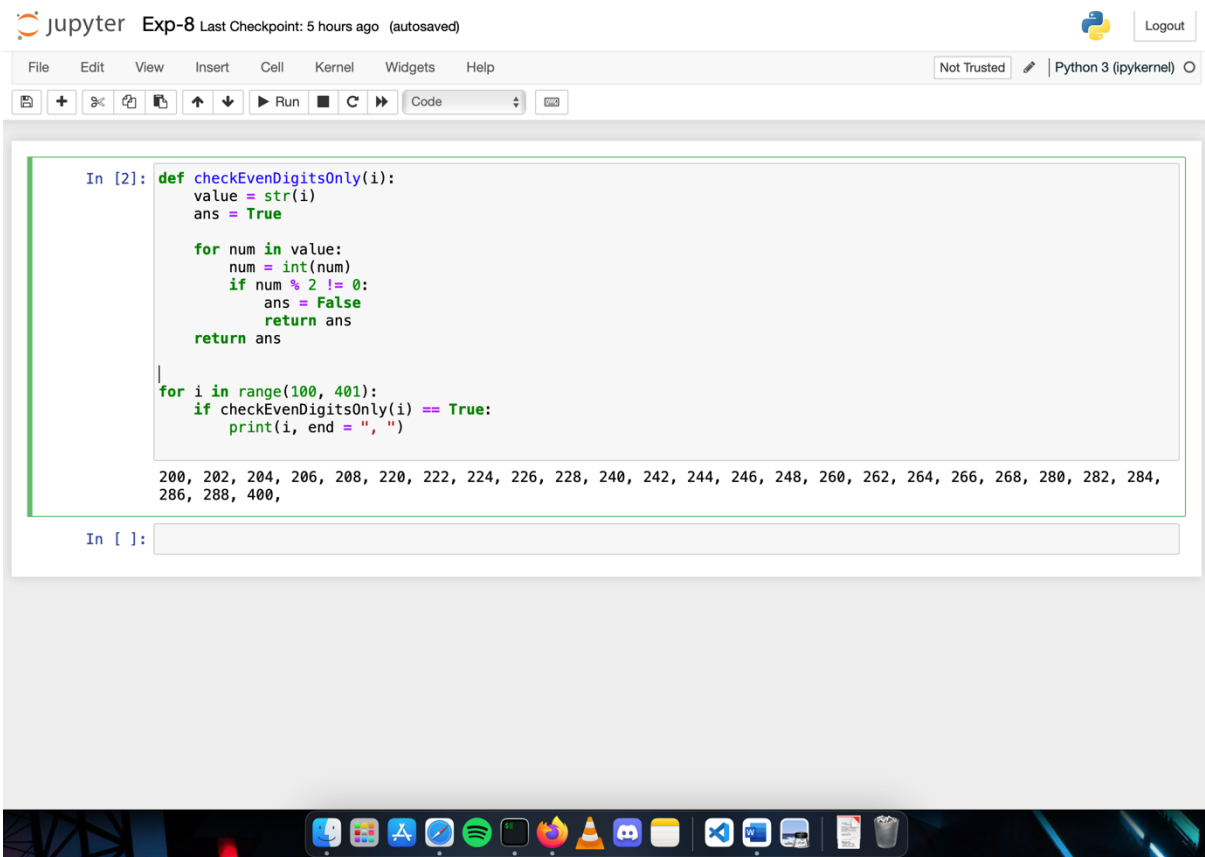 jupyter Exp-8 Last Checkpoint: 5 hours ago (autosaved) Logout
File Edit View Insert Cell Kernel Widgets Help Not Trusted Python 3 (ipykernel)
Run Code
In [2]: def checkEvenDigitsOnly(i):
    value = str(i)
    ans = True
    for num in value:
        num = int(num)
        if num % 2 != 0:
            ans = False
            return ans
    return ans
for i in range(100, 401):
    if checkEvenDigitsOnly(i) == True:
        print(i, end = ", ")
200, 202, 204, 206, 208, 220, 222, 224, 226, 228, 240, 242, 244, 246, 248, 260, 262, 264, 266, 268, 280, 282, 284,
286, 288, 400,
In [ ]: